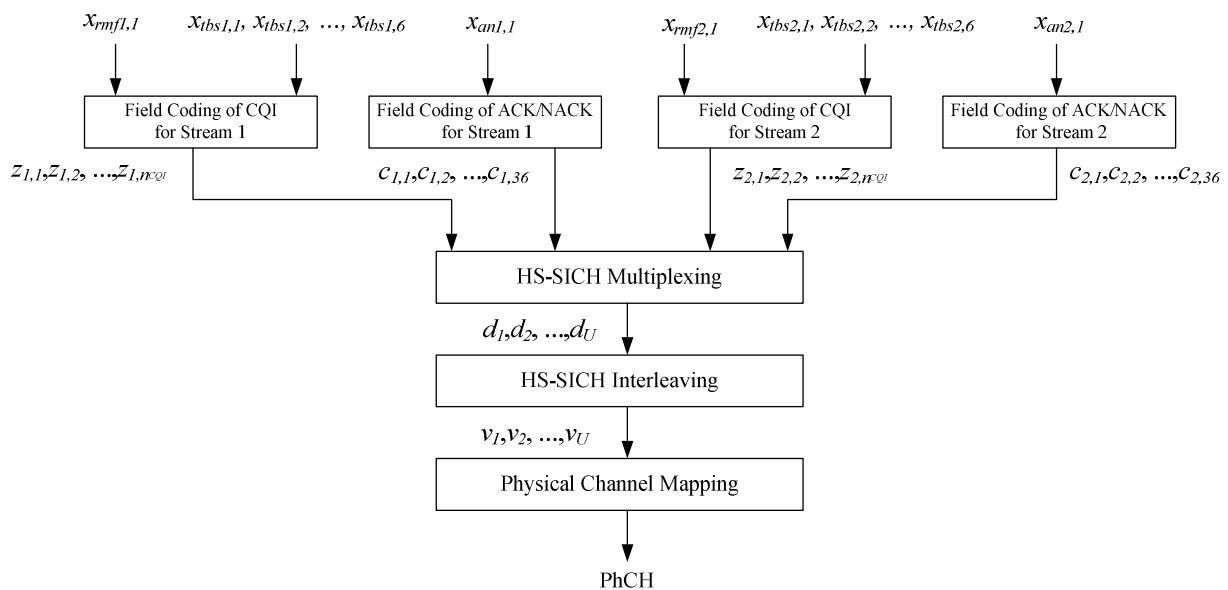 x_{rmf1,1} x_{tbs1,1}, x_{tbs1,2}, ..., x_{tbs1,6} x_{an1,1} x_{rmf2,1} x_{tbs2,1}, x_{tbs2,2}, ..., x_{tbs2,6} x_{an2,1}
Field Coding of CQI
for Stream 1
Field Coding of ACK/NACK
for Stream 1
Field Coding of CQI
for Stream 2
Field Coding of ACK/NACK
for Stream 2
z_{1,1},z_{1,2}, ...,z_{1,n_{CQI}} c_{1,1},c_{1,2}, ...,c_{1,36} z_{2,1},z_{2,2}, ...,z_{2,n_{CQI}} c_{2,1},c_{2,2}, ...,c_{2,36}
HS-SICH Multiplexing
d_1,d_2, ...,d_U
HS-SICH Interleaving
v_1,v_2, ...,v_U
Physical Channel Mapping
PhCH